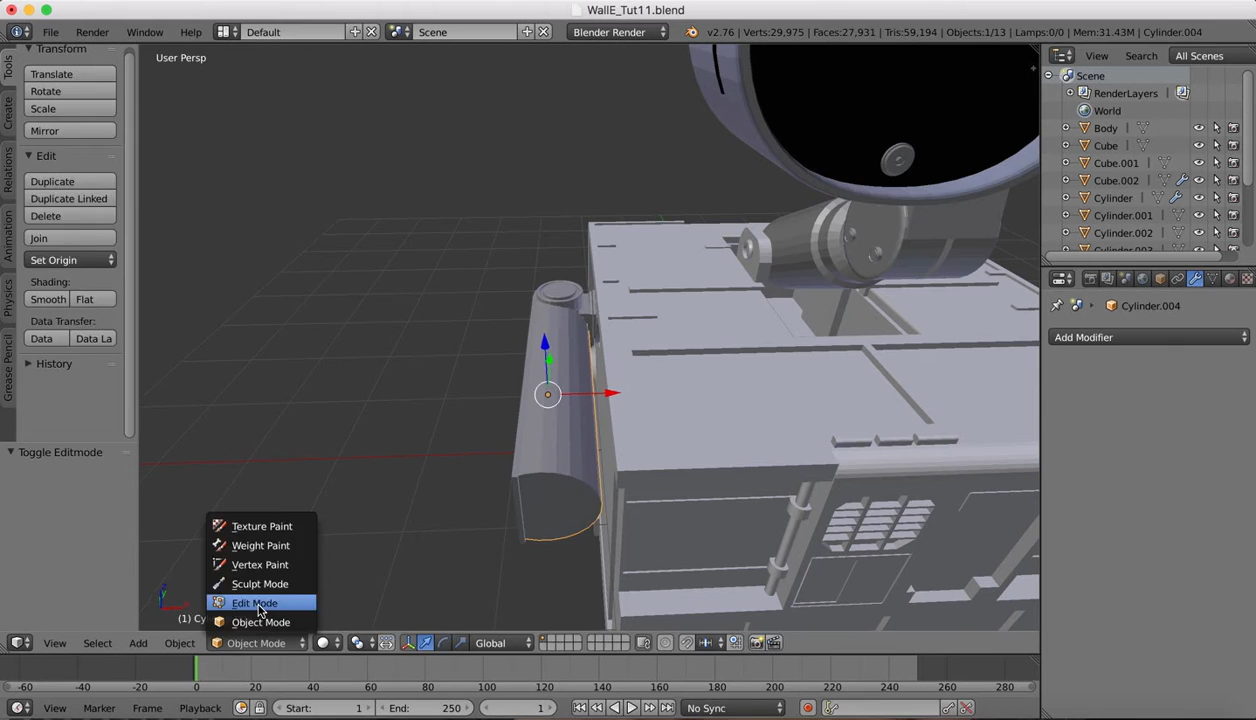 WallE_Tut11.blend
File Render Window Help Default Scene Blender Render v2.76 | Verts:29,975 | Faces:27,931 | Tris:59,194 | Objects:1/13 | Lamps:0/0 | Mem:31.43M | Cylinder.004
Transform
Translate
Rotate
Scale
Mirror
Edit
Duplicate
Duplicate Linked
Delete
Join
Set Origin
Shading:
Smooth Flat
Data Transfer:
Data Data La
History
Toggle Editmode
Tools
Create
Relations
Animation
Physics
Grease Pencil
User Persp
(1) Cy
Texture Paint
Weight Paint
Vertex Paint
Sculpt Mode
Edit Mode
Object Mode
View Search All Scenes
Scene
RenderLayers
World
Body
Cube
Cube.001
Cube.002
Cylinder
Cylinder.001
Cylinder.002
Cylinder.003
Cylinder.004
Add Modifier
View Select Add Object Object Mode Global
-60 -40 -20 0 20 40 60 80 100 120 140 160 180 200 220 240 260 280
View Marker Frame Playback Start: 1 End: 250 1 No Sync